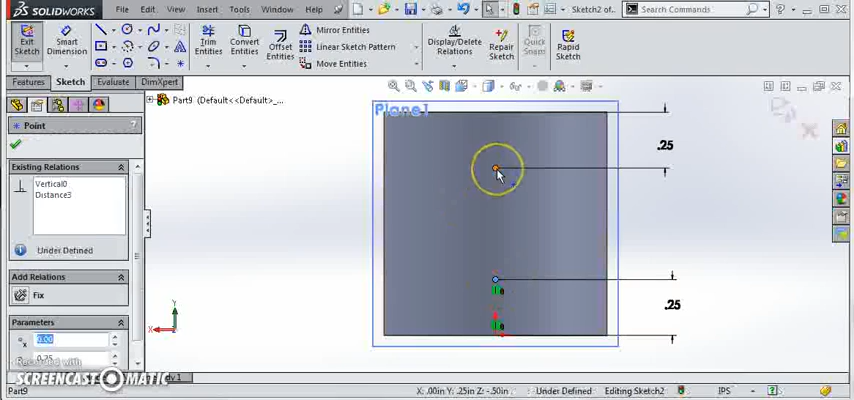 SOLIDWORKS
File
Edit
View
Insert
Tools
Window
Help
Sketch2 of...
Search Commands
Exit Sketch
Smart Dimension
Trim Entities
Convert Entities
Offset Entities
Mirror Entities
Linear Sketch Pattern
Move Entities
Display/Delete Relations
Repair Sketch
Quick Snaps
Rapid Sketch
Features
Sketch
Evaluate
DimXpert
Part9 (Default<<Default>_...
Point
Existing Relations
Vertical0
Distance3
Under Defined
Add Relations
Fix
Parameters
0.00
0.25
Plane1
.25
.25
Y
X
Recorded with
SCREENCAST-O-MATIC
Part9
X: .00in Y: .25in Z: -.50in
Under Defined
Editing Sketch2
IPS